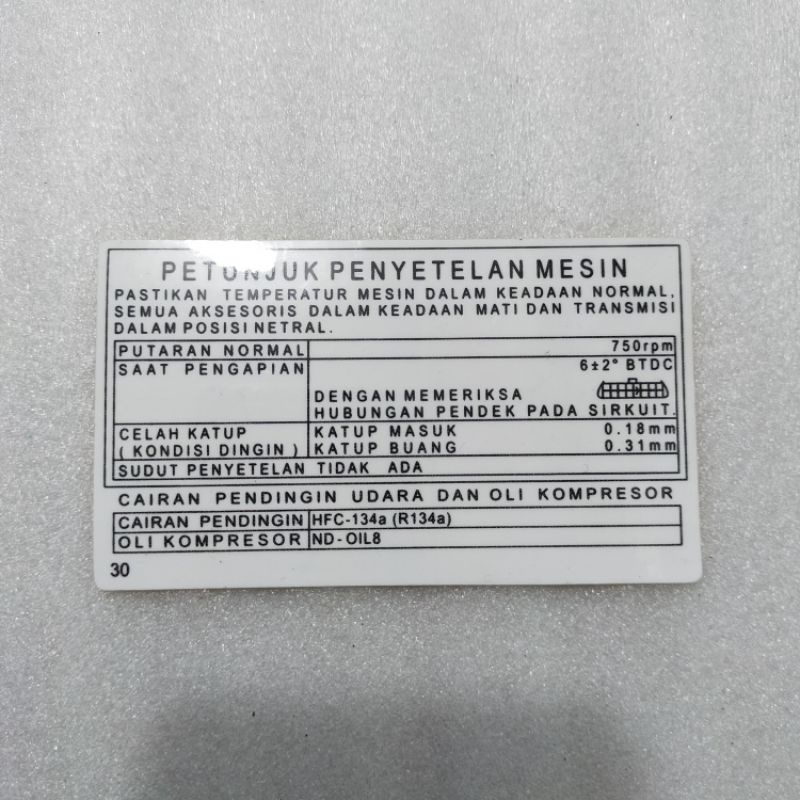 PETUNJUK PENYETELAN MESIN
PASTIKAN TEMPERATUR MESIN DALAM KEADAAN NORMAL,
SEMUA AKSESORIS DALAM KEADAAN MATI DAN TRANSMISI
DALAM POSISI NETRAL.
PUTARAN NORMAL 750rpm
SAAT PENGAPIAN 6±2° BTDC
DENGAN MEMERIKSA
HUBUNGAN PENDEK PADA SIRKUIT.
CELAH KATUP KATUP MASUK 0.18mm
( KONDISI DINGIN ) KATUP BUANG 0.31mm
SUDUT PENYETELAN TIDAK ADA
CAIRAN PENDINGIN UDARA DAN OLI KOMPRESOR
CAIRAN PENDINGIN HFC-134a (R134a)
OLI KOMPRESOR ND-OIL8
30